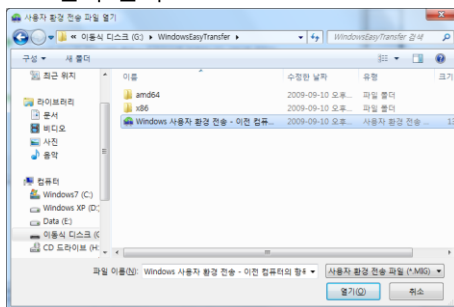 사용자 환경 전송 파일 열기
« 이동식 디스크 (G:) ▸ WindowsEasyTransfer ▸
WindowsEasyTransfer 검색
구성 ▾ 새 폴더
최근 위치
이름 수정한 날짜 유형 크기
amd64 2009-09-10 오후... 파일 폴더
라이브러리
x86 2009-09-10 오후... 파일 폴더
문서
Windows 사용자 환경 전송 - 이전 컴퓨... 2009-09-10 오후... 사용자 환경 전송 ...
비디오
사진
음악
컴퓨터
Windows7 (C:)
Windows XP (D:
Data (E:)
이동식 디스크 (G
CD 드라이브 (H:
파일 이름(N): Windows 사용자 환경 전송 - 이전 컴퓨터의 항목
사용자 환경 전송 파일 (*.MIG)
열기(O) 취소